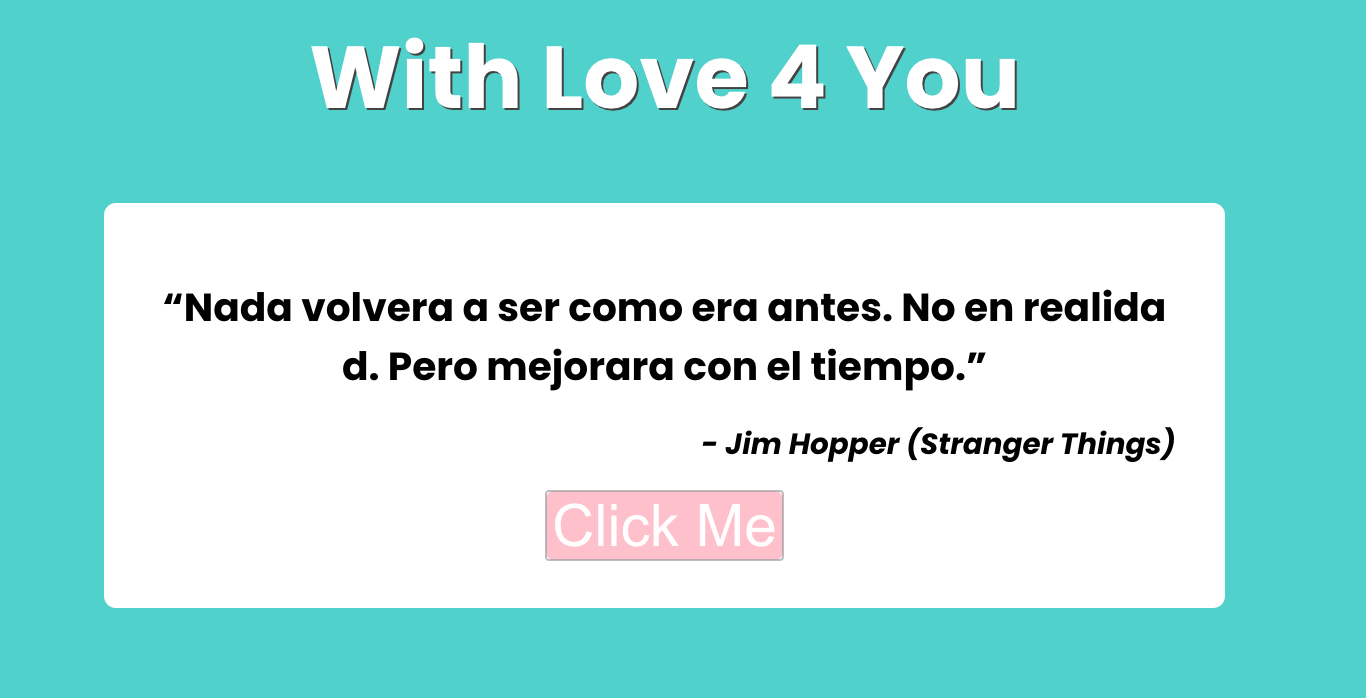 With Love 4 You
“Nada volvera a ser como era antes. No en realida
d. Pero mejorara con el tiempo.”
- Jim Hopper (Stranger Things)
Click Me